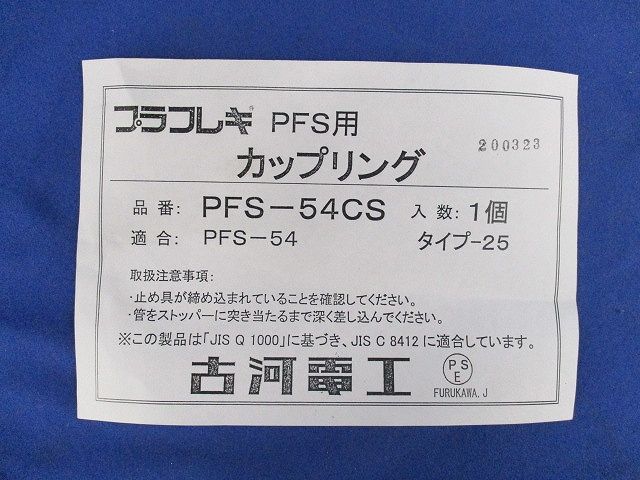 プラフレキ® PFS用
カップリング
200323
品番: PFS－54CS 入数: 1個
適合: PFS－54 タイプ-25
取扱注意事項:
・止め具が締め込まれていることを確認してください。
・管をストッパーに突き当たるまで深く差し込んでください。
※この製品は「JIS Q 1000」に基づき、JIS C 8412 に適合しています。
古河電工
PS
E
FURUKAWA, J